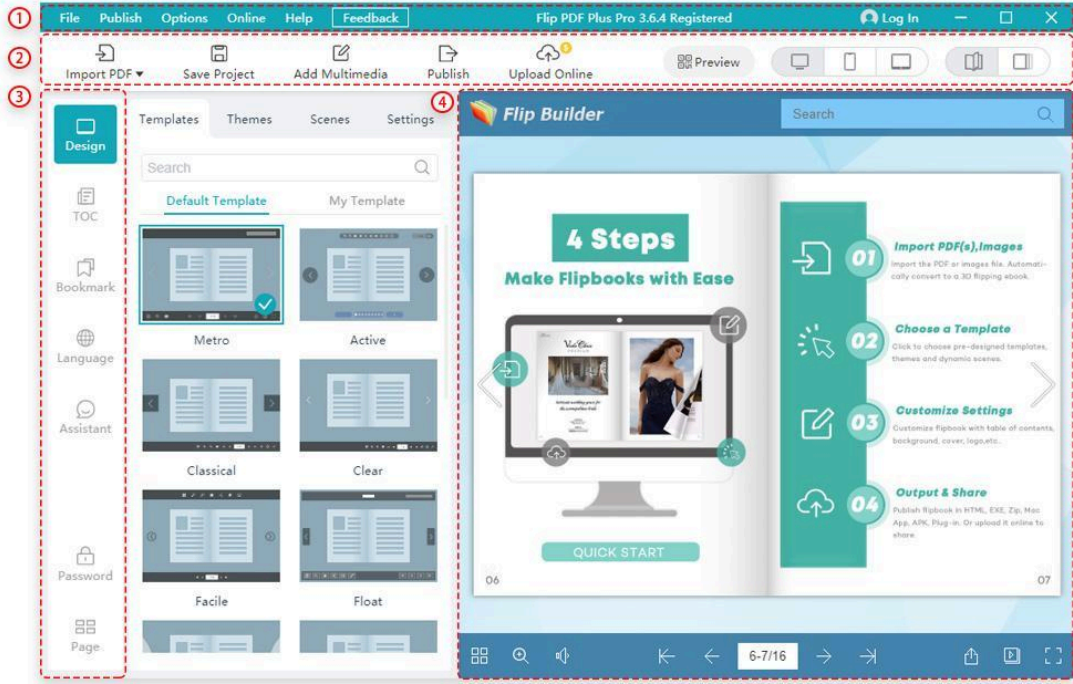 ①
File Publish Options Online Help Feedback Flip PDF Plus Pro 3.6.4 Registered Log In
②
Import PDF Save Project Add Multimedia Publish Upload Online Preview
③
Design
TOC
Bookmark
Language
Assistant
Password
Page
Templates Themes Scenes Settings
Search
Default Template My Template
Metro Active
Classical Clear
Facile Float
④
Flip Builder Search
4 Steps
Make Flipbooks with Ease
QUICK START
06
01
Import PDF(s),Images
Import the PDF or images file. Automati-
cally convert to a 3D flipping ebook.
02
Choose a Template
Click to choose pre-designed templates,
themes and dynamic scenes.
03
Customize Settings
Customize flipbook with table of contents,
background, cover, logo,etc.
04
Output & Share
Publish flipbook in HTML, EXE, Zip, Mac
App, APK, Plug-in. Or upload it online to
share
07
6-7/16